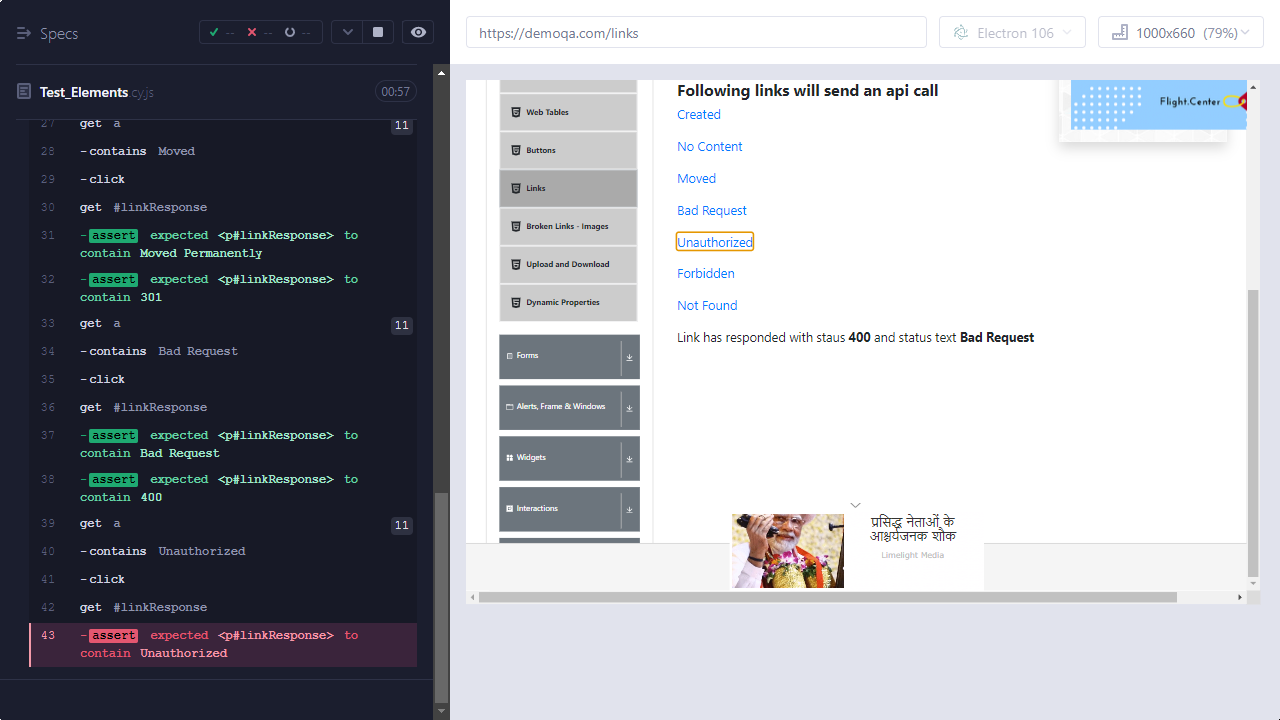 Specs
--
--
--
Test_Elements.cy.js
00:57
27 get a 11
28 -contains Moved
29 -click
30 get #linkResponse
31 -assert expected <p#linkResponse> to
contain Moved Permanently
32 -assert expected <p#linkResponse> to
contain 301
33 get a 11
34 -contains Bad Request
35 -click
36 get #linkResponse
37 -assert expected <p#linkResponse> to
contain Bad Request
38 -assert expected <p#linkResponse> to
contain 400
39 get a 11
40 -contains Unauthorized
41 -click
42 get #linkResponse
43 -assert expected <p#linkResponse> to
contain Unauthorized
https://demoqa.com/links
Electron 106
1000x660 (79%)
Web Tables
Buttons
Links
Broken Links - Images
Upload and Download
Dynamic Properties
Forms
Alerts, Frame & Windows
Widgets
Interactions
Following links will send an api call
Created
No Content
Moved
Bad Request
Unauthorized
Forbidden
Not Found
Link has responded with staus 400 and status text Bad Request
Flight.Center
प्रसिद्ध नेताओं के
आश्चर्यजनक शौक
Limelight Media